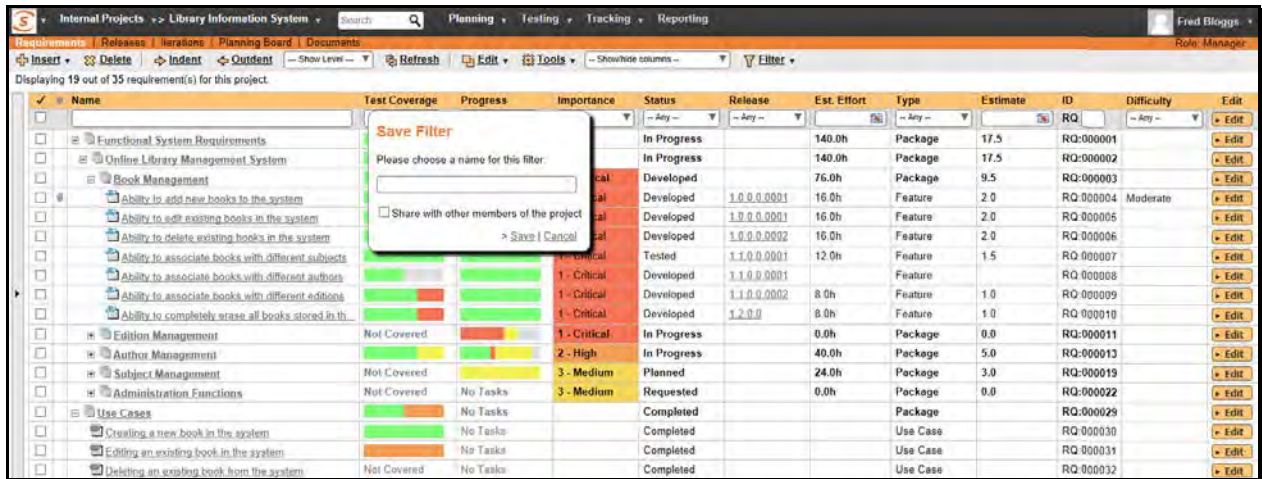 S Internal Projects > Library Information System Search Planning Testing Tracking Reporting Fred Bloggs
Requirements | Releases | Iterations | Planning Board | Documents Role: Manager
Insert Delete Indent Outdent -- Show Level -- Refresh Edit Tools -- Show/hide columns -- Filter
Displaying 19 out of 35 requirement(s) for this project.
Name Test Coverage Progress Importance Status Release Est. Effort Type Estimate ID Difficulty Edit
-- Any -- -- Any -- -- Any -- RQ -- Any -- Edit
Functional System Requirements In Progress 140.0h Package 17.5 RQ:000001 Edit
Online Library Management System In Progress 140.0h Package 17.5 RQ:000002 Edit
Book Management cal Developed 76.0h Package 9.5 RQ:000003 Edit
Ability to add new books to the system cal Developed 1.0.0.0.0001 16.0h Feature 2.0 RQ:000004 Moderate Edit
Ability to edit existing books in the system cal Developed 1.0.0.0.0001 16.0h Feature 2.0 RQ:000005 Edit
Ability to delete existing books in the system cal Developed 1.0.0.0.0002 16.0h Feature 2.0 RQ:000006 Edit
Ability to associate books with different subjects 1 - Critical Tested 1.1.0.0.0001 12.0h Feature 1.5 RQ:000007 Edit
Ability to associate books with different authors 1 - Critical Developed 1.1.0.0.0001 Feature RQ:000008 Edit
Ability to associate books with different editions 1 - Critical Developed 1.1.0.0.0002 8.0h Feature 1.0 RQ:000009 Edit
Ability to completely erase all books stored in th... 1 - Critical Developed 1.2.0.0 8.0h Feature 1.0 RQ:000010 Edit
Edition Management Not Covered 1 - Critical In Progress 0.0h Package 0.0 RQ:000011 Edit
Author Management 2 - High In Progress 40.0h Package 5.0 RQ:000013 Edit
Subject Management Not Covered 3 - Medium Planned 24.0h Package 3.0 RQ:000019 Edit
Administration Functions Not Covered No Tasks 3 - Medium Requested 0.0h Package 0.0 RQ:000022 Edit
Use Cases No Tasks Completed Package RQ:000029 Edit
Creating a new book in the system No Tasks Completed Use Case RQ:000030 Edit
Editing an existing book in the system No Tasks Completed Use Case RQ:000031 Edit
Deleting an existing book from the system Not Covered No Tasks Completed Use Case RQ:000032 Edit
Save Filter
Please choose a name for this filter:
Share with other members of the project
> Save | Cancel